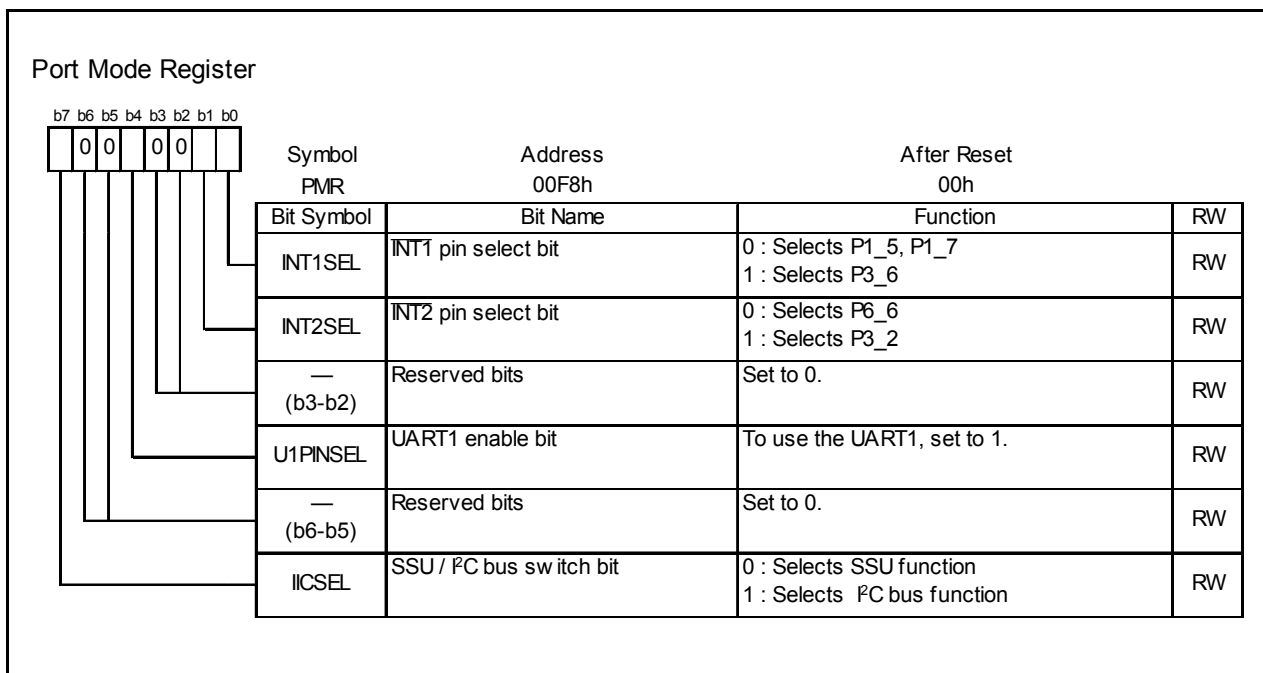 Port Mode Register
b7 b6 b5 b4 b3 b2 b1 b0
0 0 0 0
Symbol Address After Reset
PMR 00F8h 00h
Bit Symbol Bit Name Function RW
INT1SEL INT1 pin select bit 0 : Selects P1_5, P1_7 RW
1 : Selects P3_6
INT2SEL INT2 pin select bit 0 : Selects P6_6 RW
1 : Selects P3_2
— Reserved bits Set to 0. RW
(b3-b2)
U1PINSEL UART1 enable bit To use the UART1, set to 1. RW
— Reserved bits Set to 0. RW
(b6-b5)
IICSEL SSU / I²C bus switch bit 0 : Selects SSU function RW
1 : Selects I²C bus function